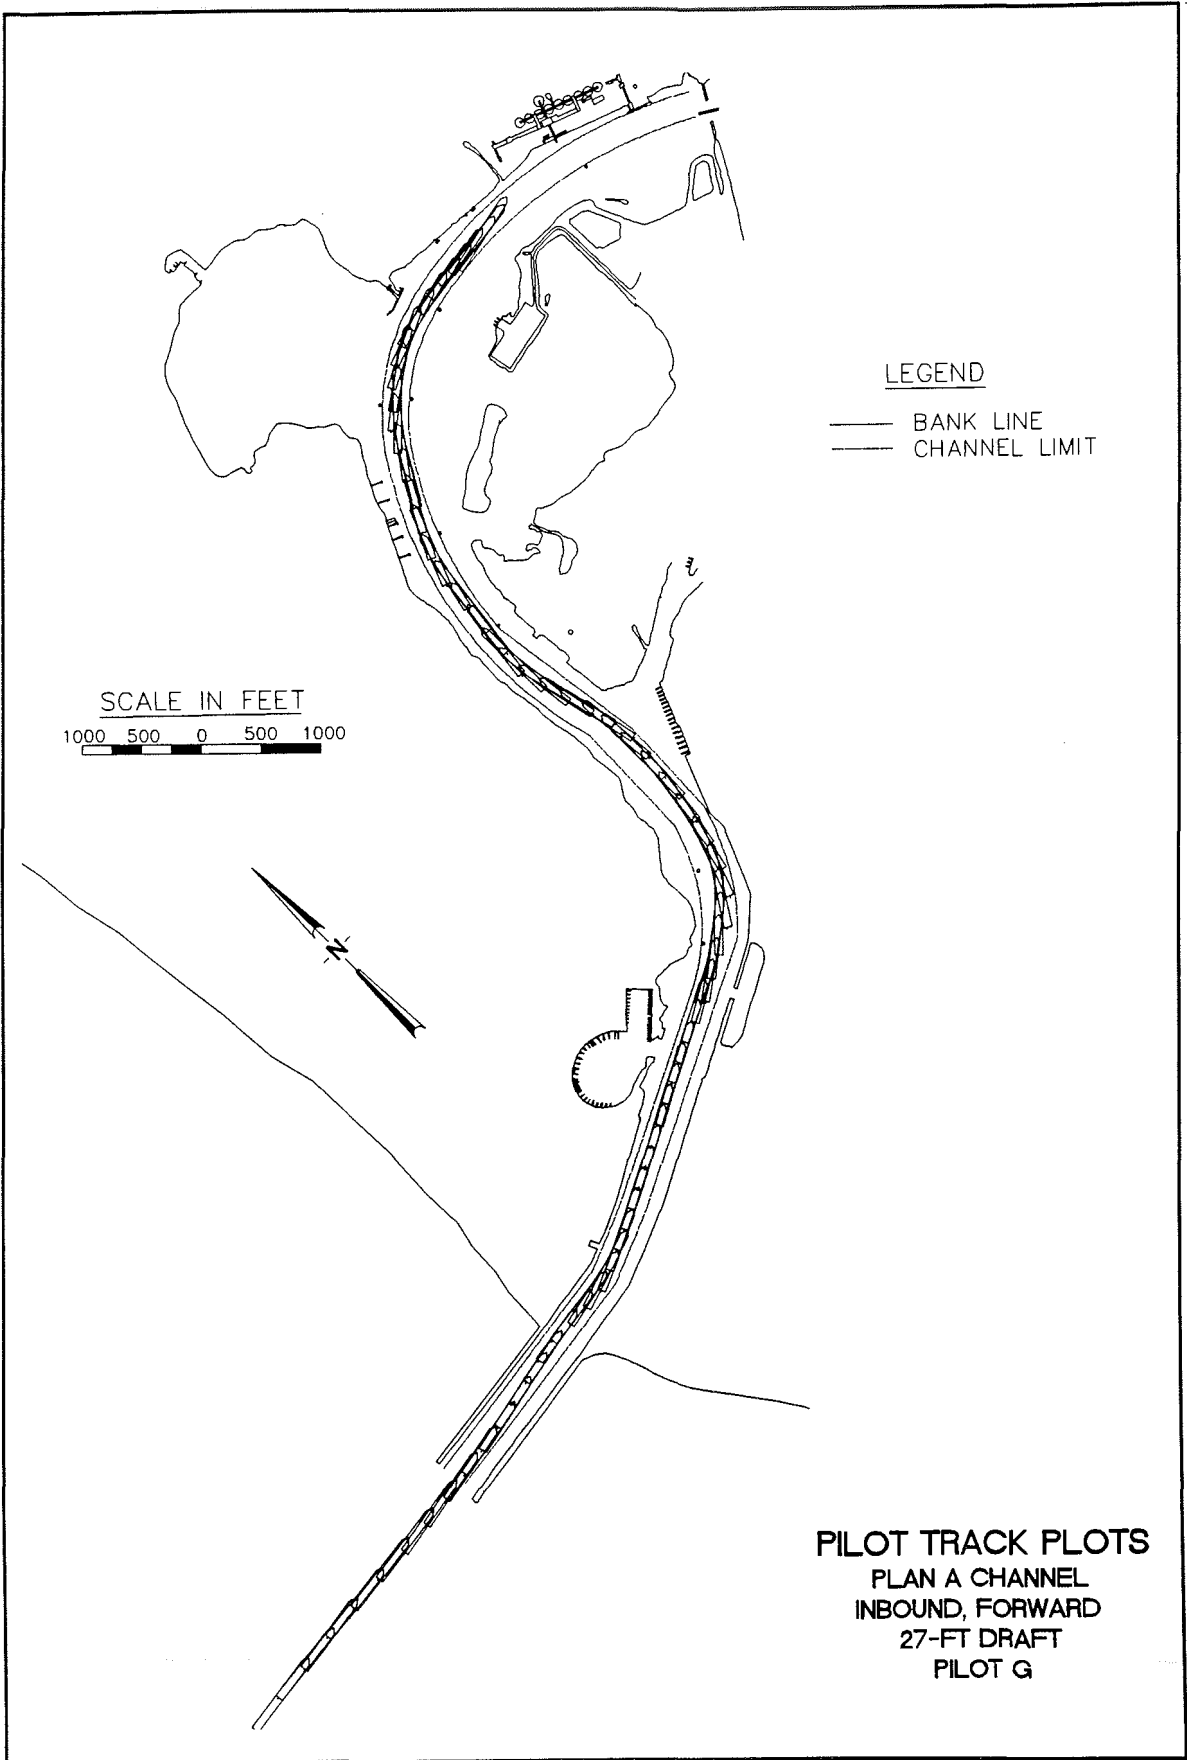 LEGEND
BANK LINE
CHANNEL LIMIT
SCALE IN FEET
1000 500 0 500 1000
N
PILOT TRACK PLOTS
PLAN A CHANNEL
INBOUND, FORWARD
27-FT DRAFT
PILOT G